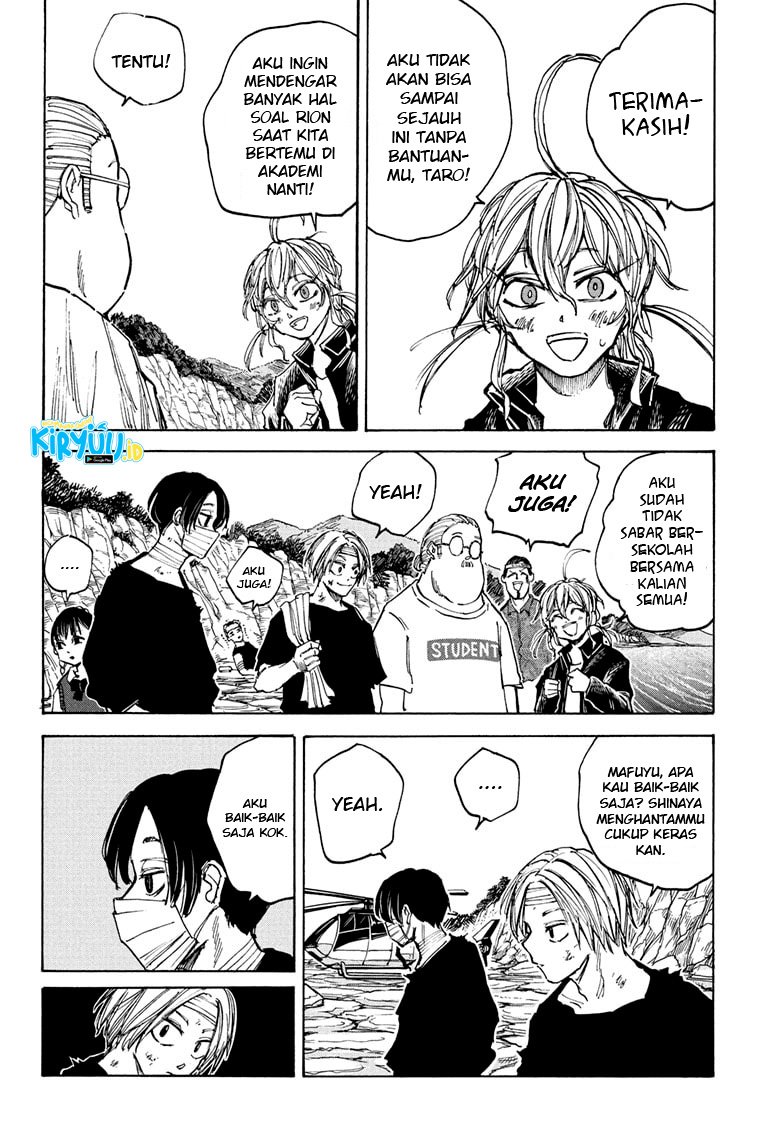 TERIMA-
KASIH!
AKU TIDAK
AKAN BISA
SAMPAI
SEJAUH
INI TANPA
BANTUAN-
MU, TARO!
AKU INGIN
MENDENGAR
BANYAK HAL
SOAL RION
SAAT KITA
BERTEMU DI
AKADEMI
NANTI!
TENTU!
KIRYUU.ID
AKU
SUDAH
TIDAK
SABAR BER-
SEKOLAH
BERSAMA
KALIAN
SEMUA!
AKU
JUGA!
YEAH!
STUDENT
AKU
JUGA!
....
MAFUYU, APA
KAU BAIK-BAIK
SAJA? SHINAYA
MENGHANTAMMU
CUKUP KERAS
KAN.
....
YEAH.
AKU
BAIK-BAIK
SAJA KOK.